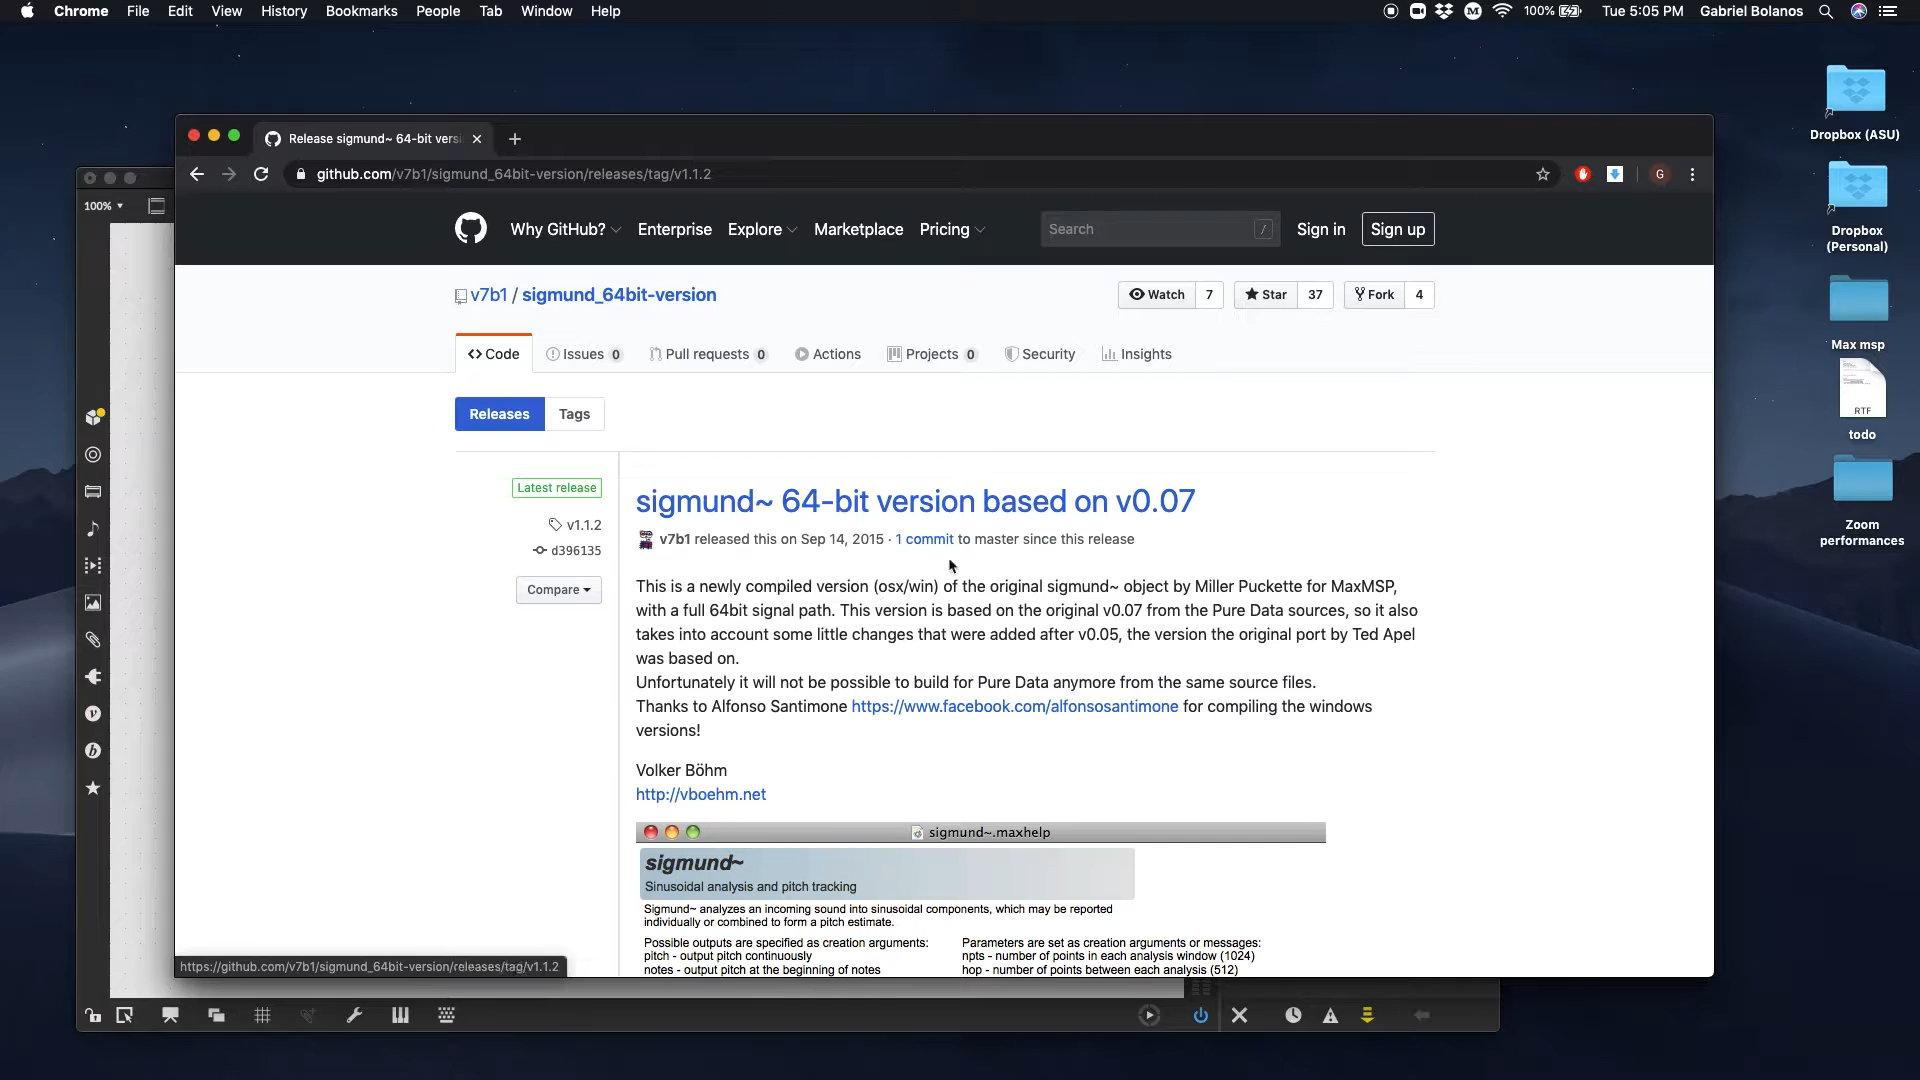 Chrome File Edit View History Bookmarks People Tab Window Help
100% Tue 5:05 PM Gabriel Bolanos
Release sigmund~ 64-bit versi
github.com/v7b1/sigmund_64bit-version/releases/tag/v1.1.2
G
100%
Why GitHub? Enterprise Explore Marketplace Pricing
Search /
Sign in
Sign up
v7b1 / sigmund_64bit-version
Watch 7 Star 37 Fork 4
Code Issues 0 Pull requests 0 Actions Projects 0 Security Insights
Releases Tags
Latest release
v1.1.2
d396135
Compare
sigmund~ 64-bit version based on v0.07
v7b1 released this on Sep 14, 2015 · 1 commit to master since this release
This is a newly compiled version (osx/win) of the original sigmund~ object by Miller Puckette for MaxMSP,
with a full 64bit signal path. This version is based on the original v0.07 from the Pure Data sources, so it also
takes into account some little changes that were added after v0.05, the version the original port by Ted Apel
was based on.
Unfortunately it will not be possible to build for Pure Data anymore from the same source files.
Thanks to Alfonso Santimone https://www.facebook.com/alfonsosantimone for compiling the windows
versions!
Volker Böhm
http://vboehm.net
sigmund~.maxhelp
sigmund~
Sinusoidal analysis and pitch tracking
Sigmund~ analyzes an incoming sound into sinusoidal components, which may be reported
individually or combined to form a pitch estimate.
Possible outputs are specified as creation arguments:
pitch - output pitch continuously
notes - output pitch at the beginning of notes
Parameters are set as creation arguments or messages:
npts - number of points in each analysis window (1024)
hop - number of points between each analysis (512)
https://github.com/v7b1/sigmund_64bit-version/releases/tag/v1.1.2
Dropbox (ASU)
Dropbox
(Personal)
Max msp
RTF
todo
Zoom
performances